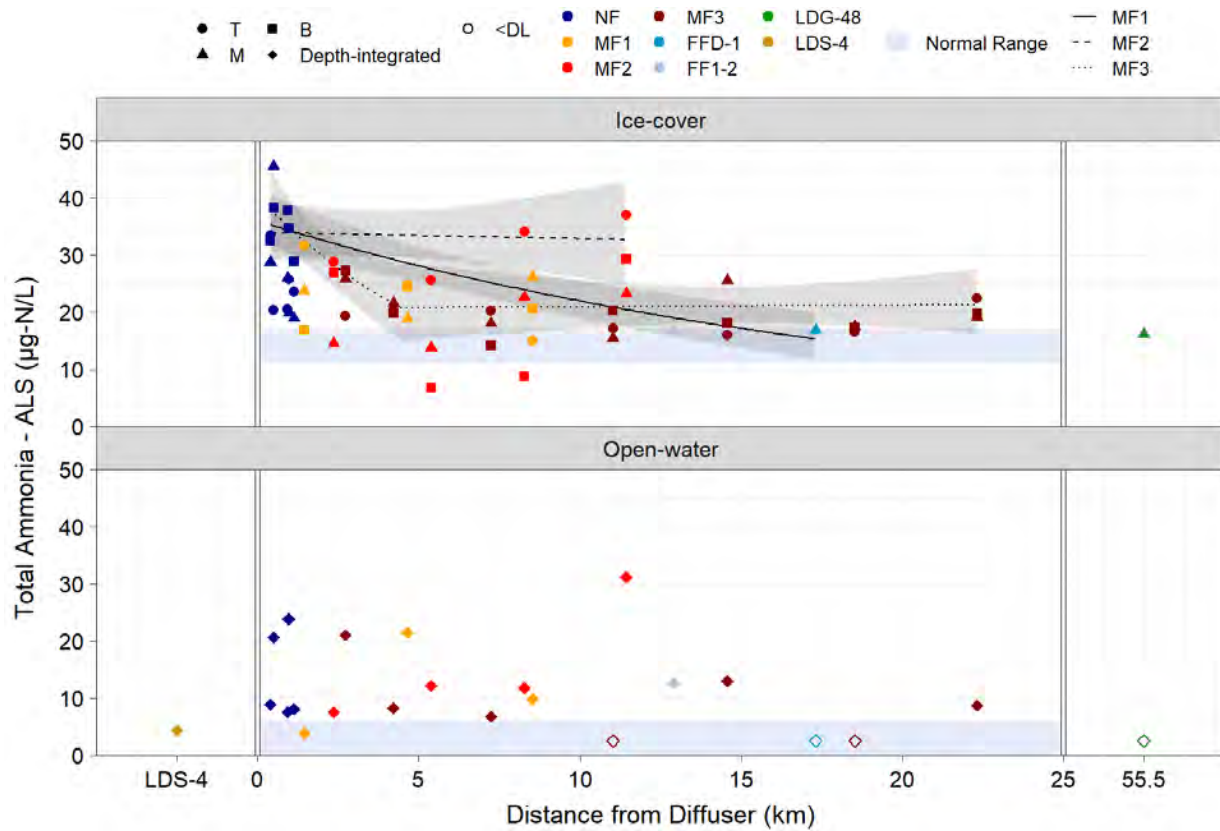 T B <DL NF MF3 LDG-48 MF1
MF1 FFD-1 LDS-4 Normal Range MF2
M Depth-integrated MF2 FF1-2 MF3
Ice-cover
50
40
30
20
10
0
Open-water
50
40
30
20
10
0
Total Ammonia - ALS (µg-N/L)
LDS-4 0 5 10 15 20 25 55.5
Distance from Diffuser (km)